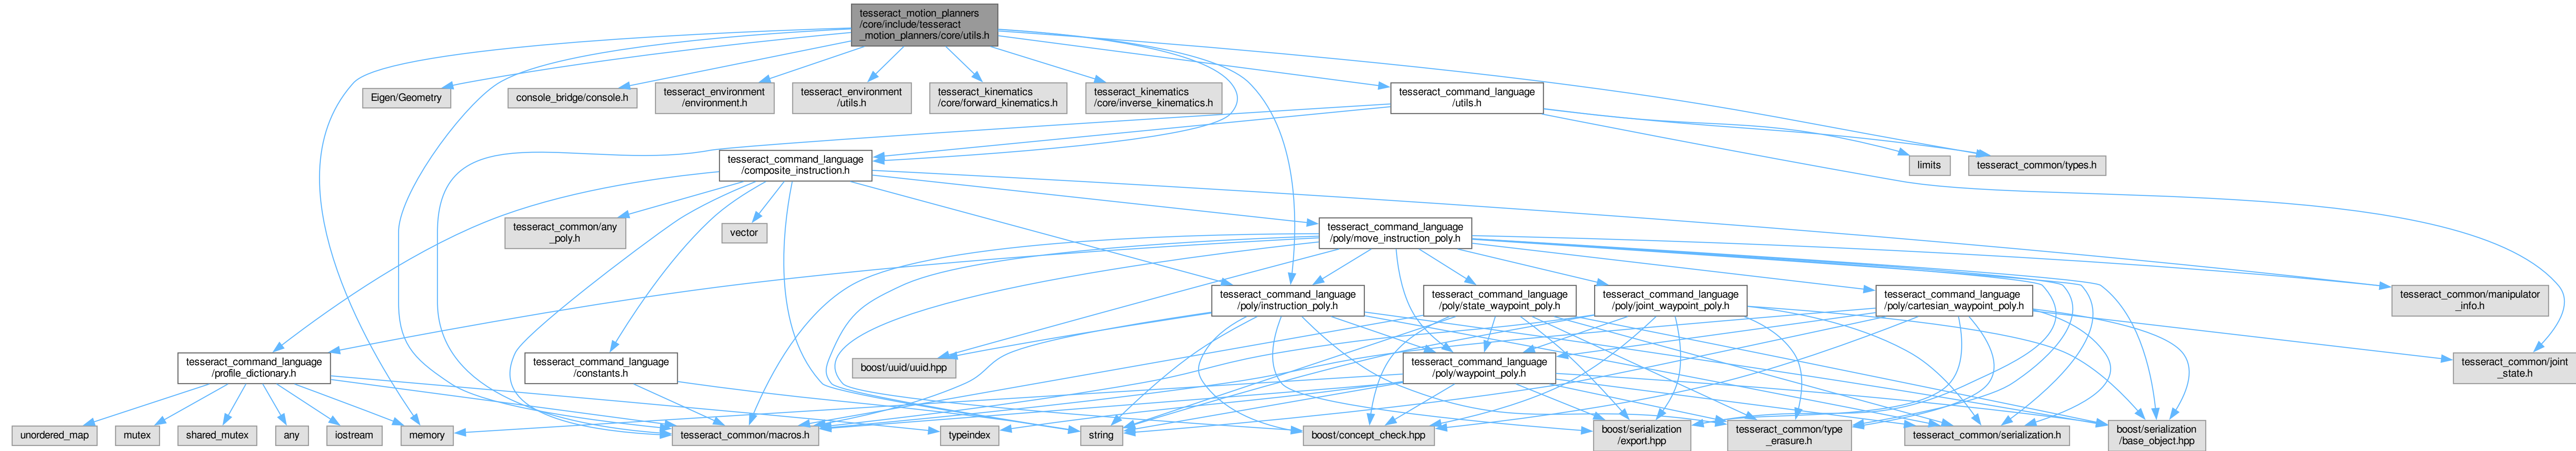 tesseract_motion_planners
/core/include/tesseract
_motion_planners/core/utils.h
Eigen/Geometry
console_bridge/console.h
tesseract_environment
/environment.h
tesseract_environment
/utils.h
tesseract_kinematics
/core/forward_kinematics.h
tesseract_kinematics
/core/inverse_kinematics.h
tesseract_command_language
/utils.h
tesseract_command_language
/composite_instruction.h
limits
tesseract_common/types.h
tesseract_common/any
_poly.h
vector
tesseract_command_language
/poly/move_instruction_poly.h
tesseract_command_language
/poly/instruction_poly.h
tesseract_command_language
/poly/state_waypoint_poly.h
tesseract_command_language
/poly/joint_waypoint_poly.h
tesseract_command_language
/poly/cartesian_waypoint_poly.h
tesseract_common/manipulator
_info.h
tesseract_command_language
/profile_dictionary.h
tesseract_command_language
/constants.h
boost/uuid/uuid.hpp
tesseract_command_language
/poly/waypoint_poly.h
tesseract_common/joint
_state.h
unordered_map
mutex
shared_mutex
any
iostream
memory
tesseract_common/macros.h
typeindex
string
boost/concept_check.hpp
boost/serialization
/export.hpp
tesseract_common/type
_erasure.h
tesseract_common/serialization.h
boost/serialization
/base_object.hpp